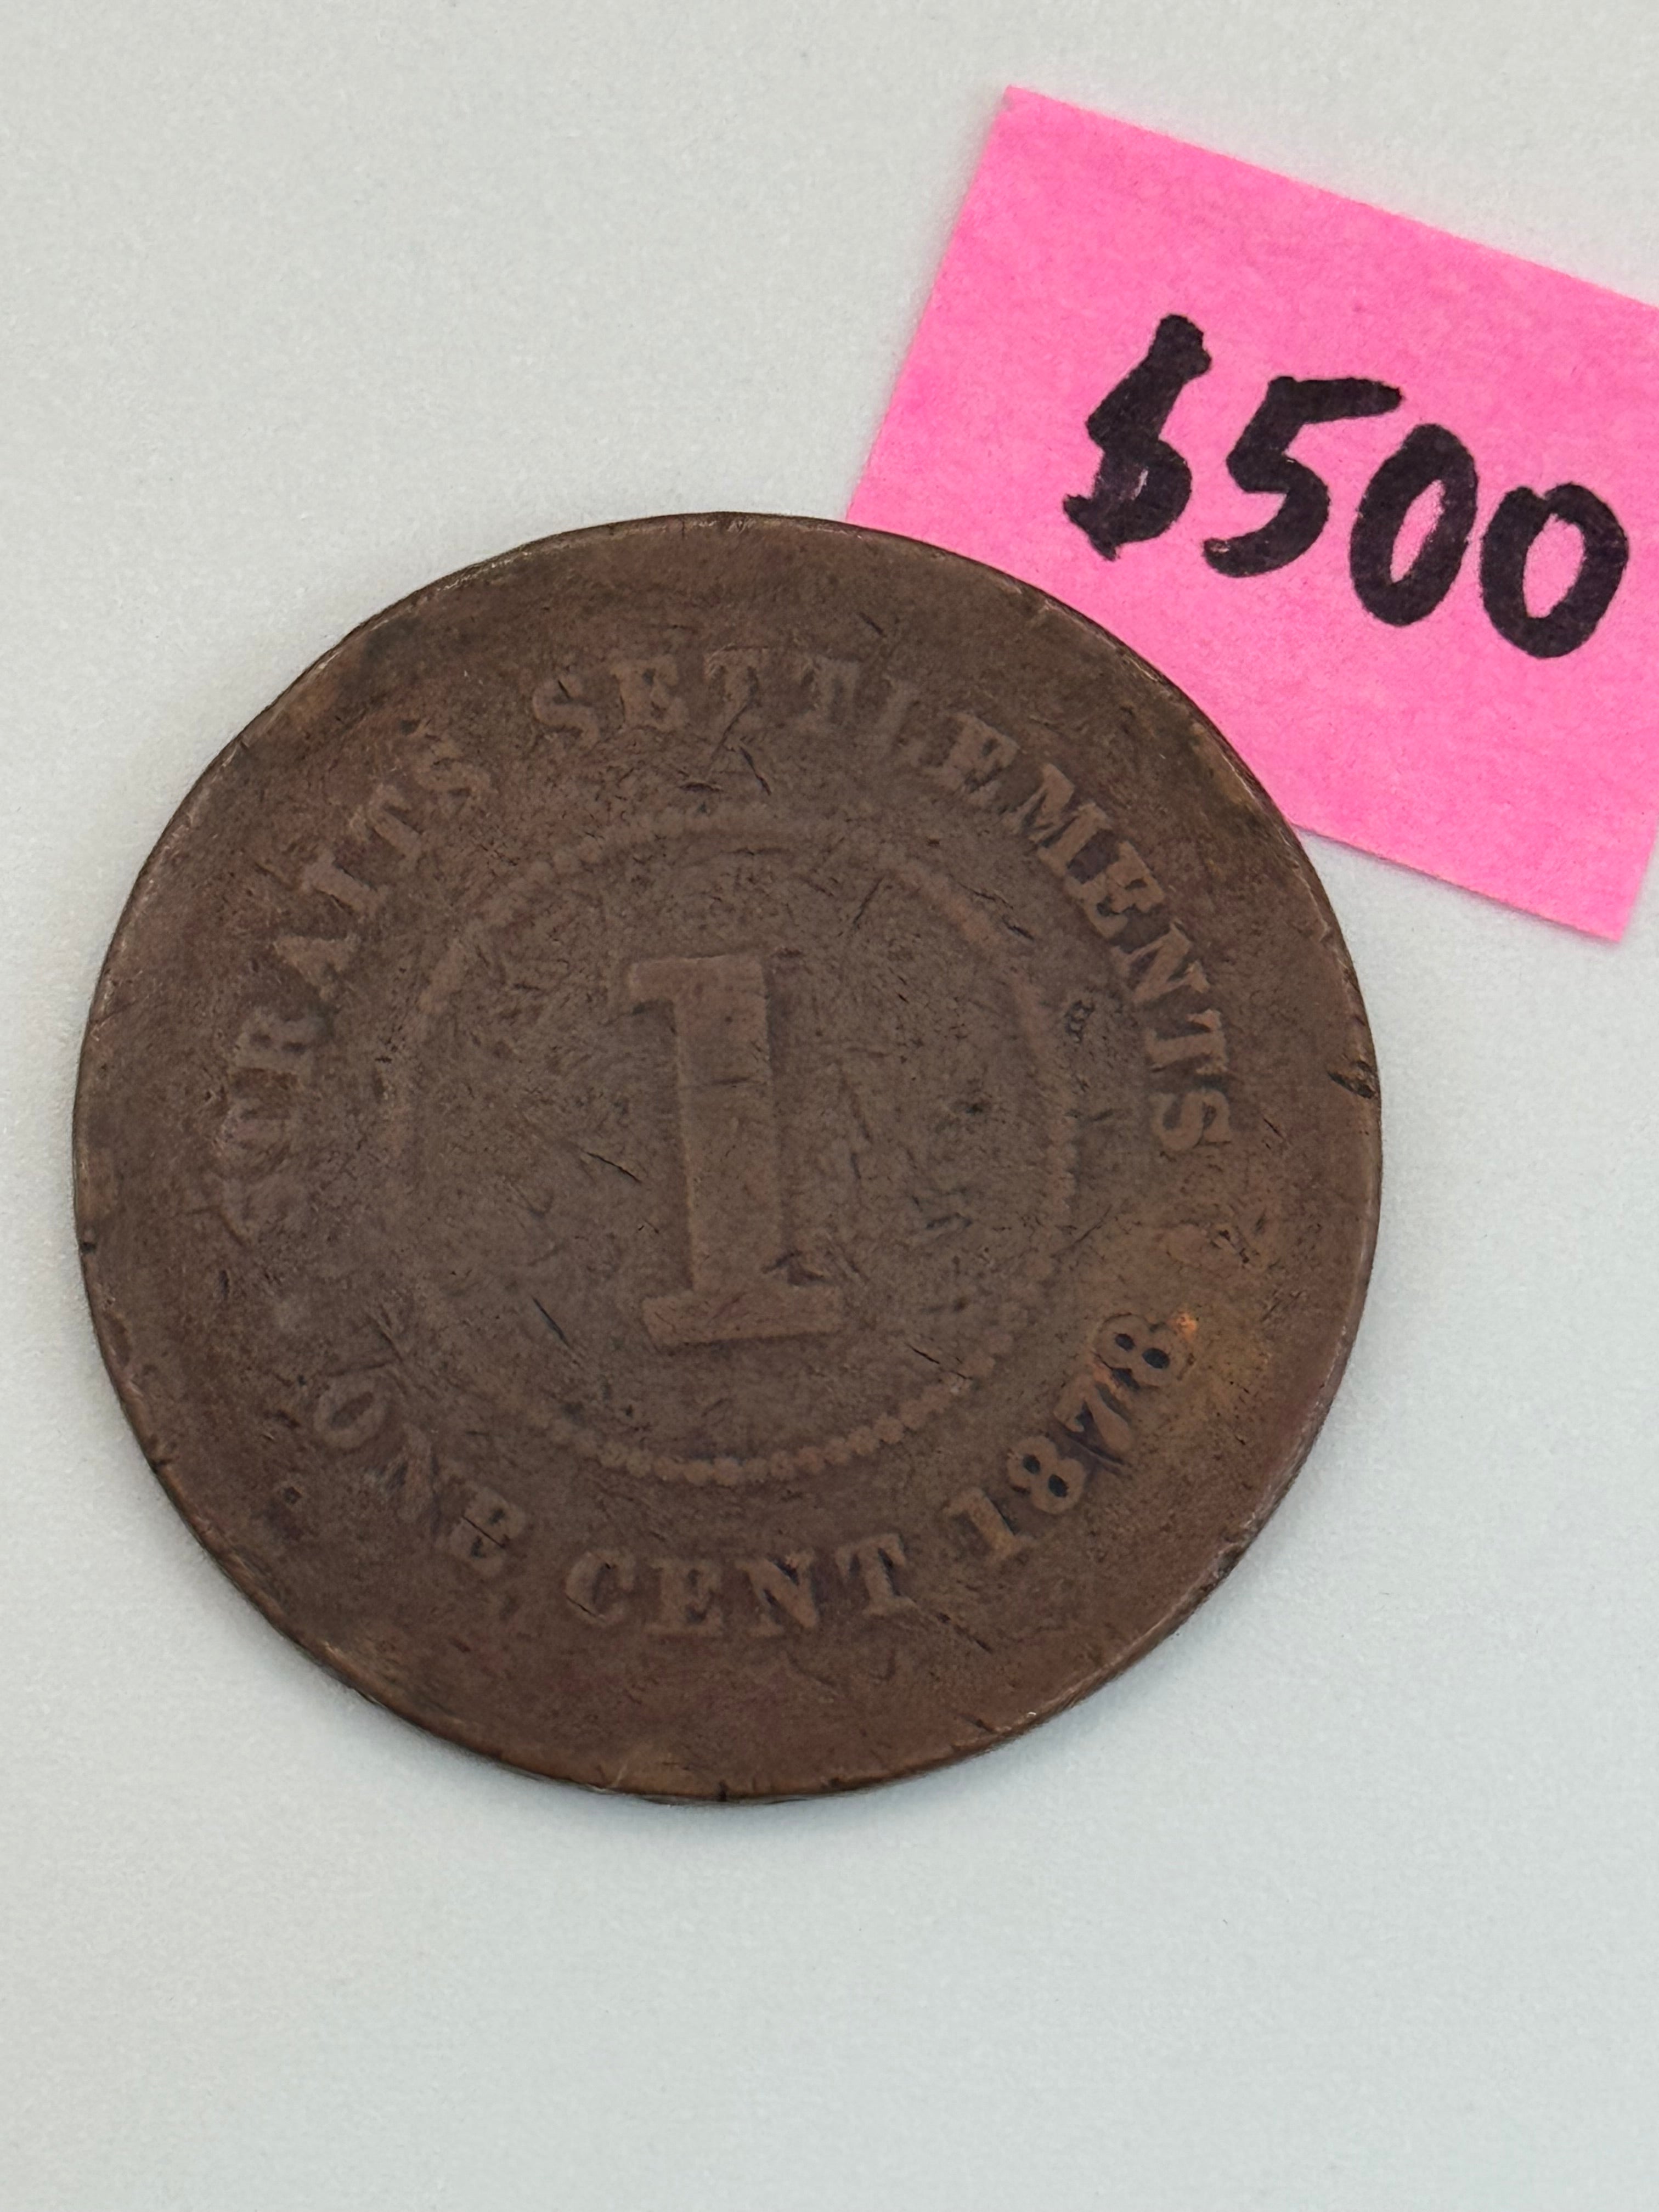 $500
STRAITS SETTLEMENTS
1
ONE CENT 1878